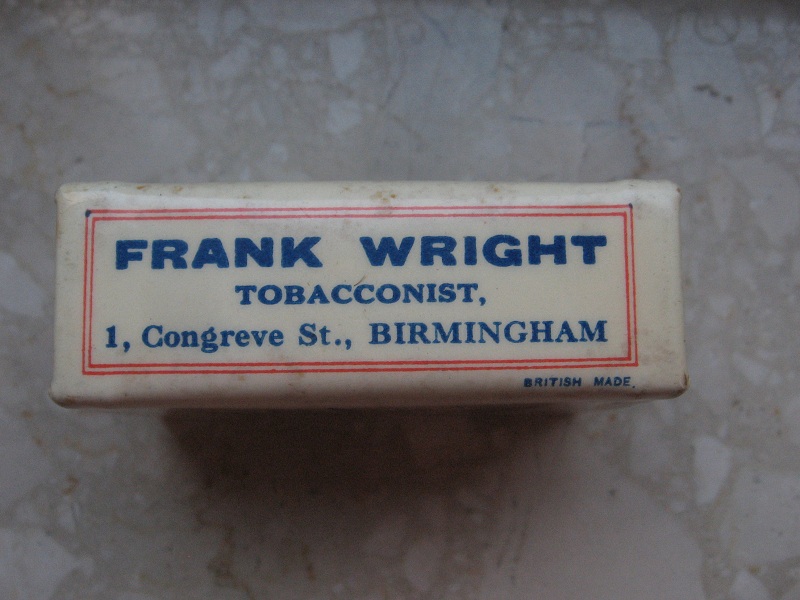 FRANK WRIGHT
TOBACCONIST,
1, Congreve St., BIRMINGHAM
BRITISH MADE.